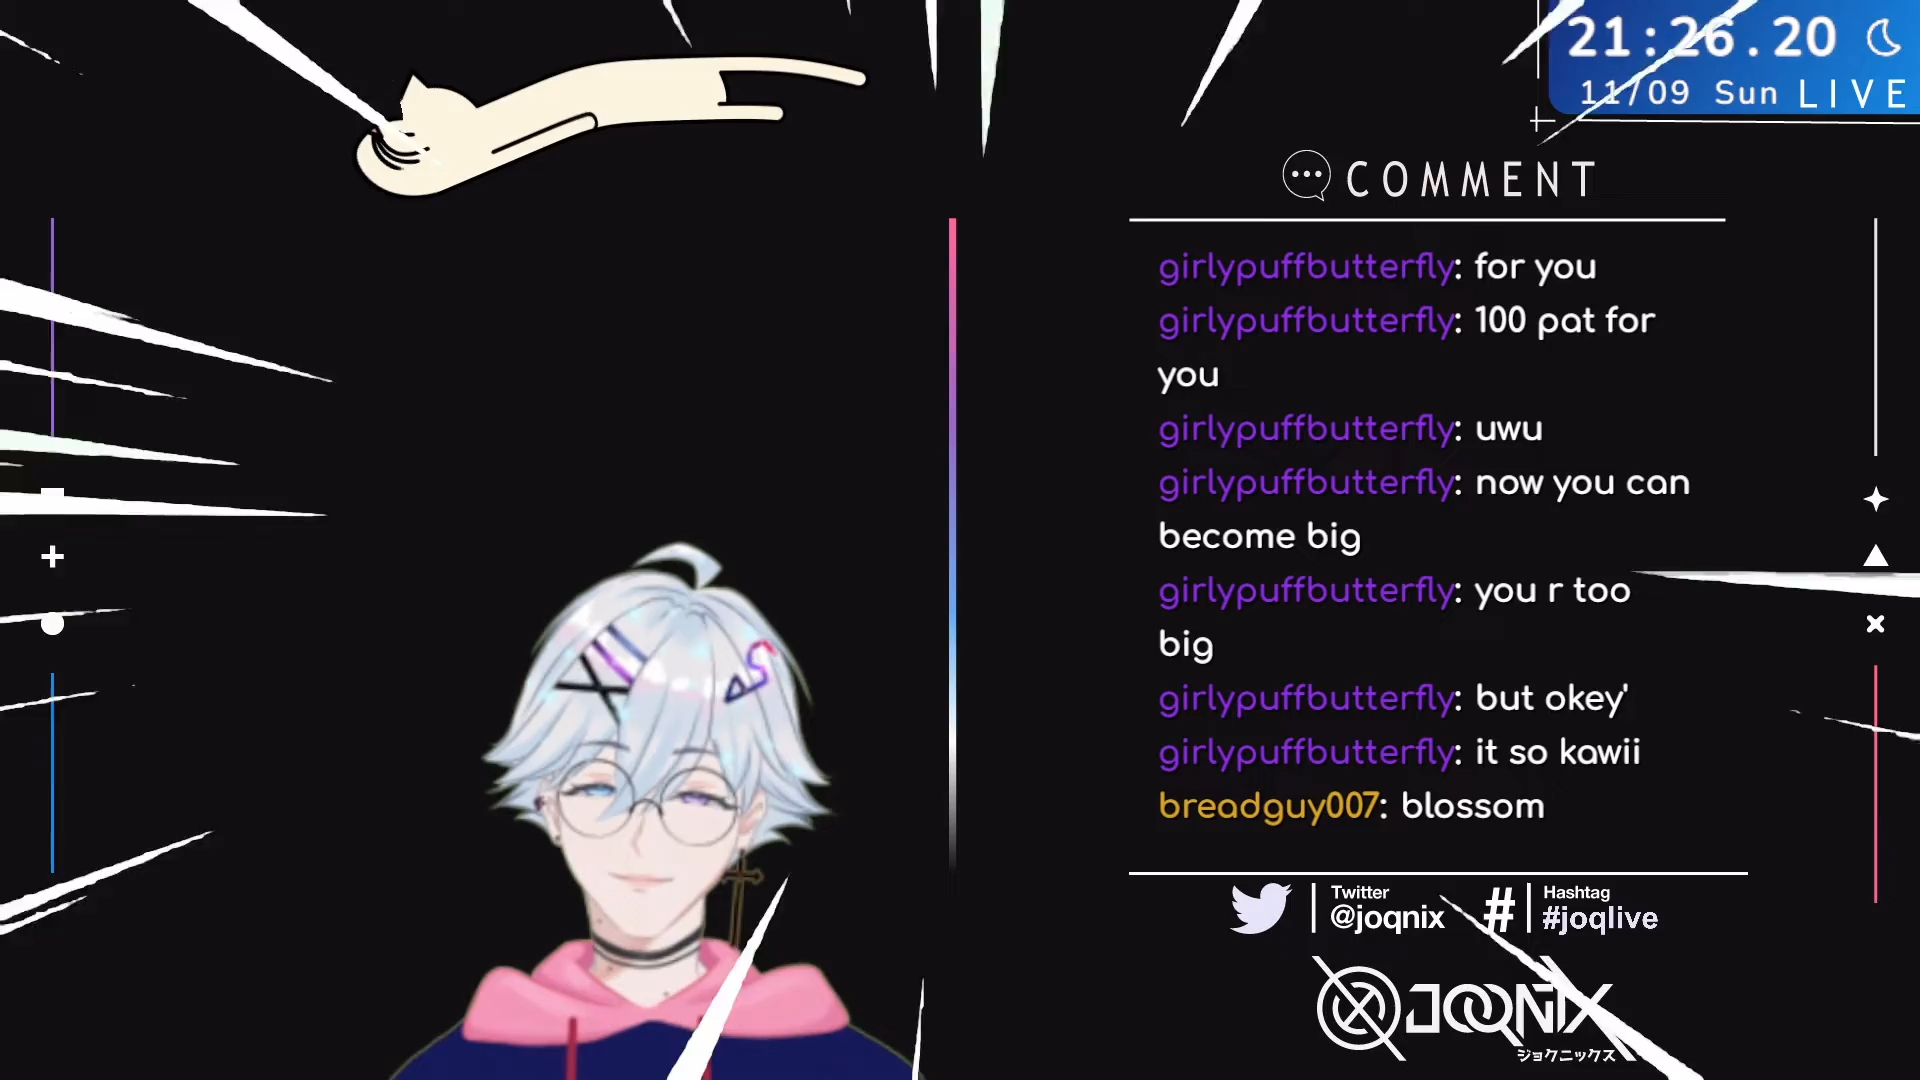 21:26.20
11/09 Sun LIVE
COMMENT
girlypuffbutterfly: for you
girlypuffbutterfly: 100 pat for
you
girlypuffbutterfly: uwu
girlypuffbutterfly: now you can
become big
girlypuffbutterfly: you r too
big
girlypuffbutterfly: but okey'
girlypuffbutterfly: it so kawii
breadguy007: blossom
Twitter
@joqnix
# Hashtag
#joqlive
JOQNIX
ジョクニックス